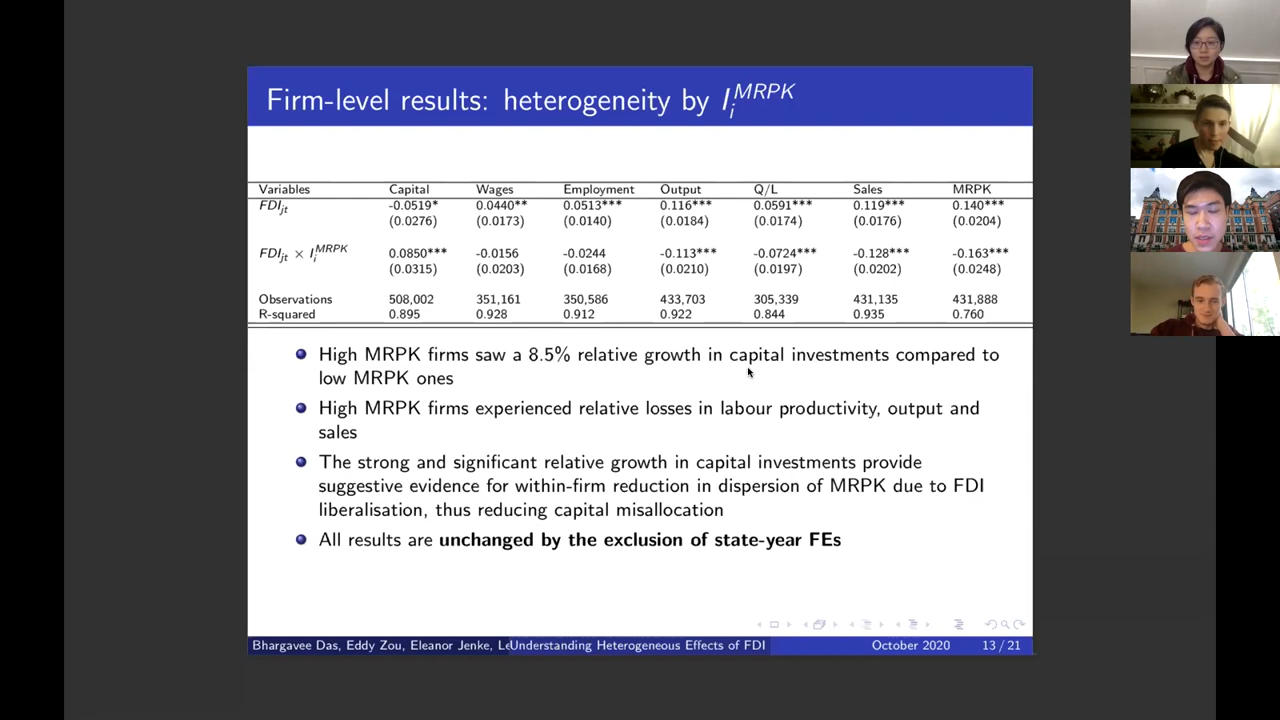 Firm-level results: heterogeneity by I_i^MRPK
Variables Capital Wages Employment Output Q/L Sales MRPK
FDI_jt -0.0519* 0.0440** 0.0513*** 0.116*** 0.0591*** 0.119*** 0.140***
(0.0276) (0.0173) (0.0140) (0.0184) (0.0174) (0.0176) (0.0204)
FDI_jt × I_i^MRPK 0.0850*** -0.0156 -0.0244 -0.113*** -0.0724*** -0.128*** -0.163***
(0.0315) (0.0203) (0.0168) (0.0210) (0.0197) (0.0202) (0.0248)
Observations 508,002 351,161 350,586 433,703 305,339 431,135 431,888
R-squared 0.895 0.928 0.912 0.922 0.844 0.935 0.760
High MRPK firms saw a 8.5% relative growth in capital investments compared to
low MRPK ones
High MRPK firms experienced relative losses in labour productivity, output and
sales
The strong and significant relative growth in capital investments provide
suggestive evidence for within-firm reduction in dispersion of MRPK due to FDI
liberalisation, thus reducing capital misallocation
All results are unchanged by the exclusion of state-year FEs
Bhargavee Das, Eddy Zou, Eleanor Jenke, Le Understanding Heterogeneous Effects of FDI October 2020 13 / 21